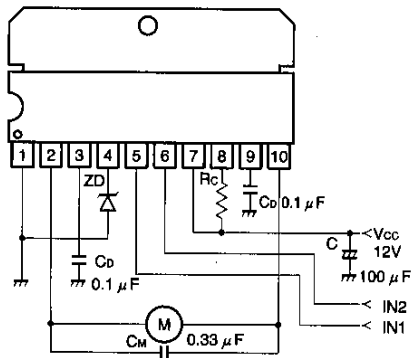 1 2 3 4 5 6 7 8 9 10
ZD
Rc
CD 0.1 μF
CD
0.1 μF
C
Vcc
12V
100 μF
IN2
IN1
M
CM 0.33 μF